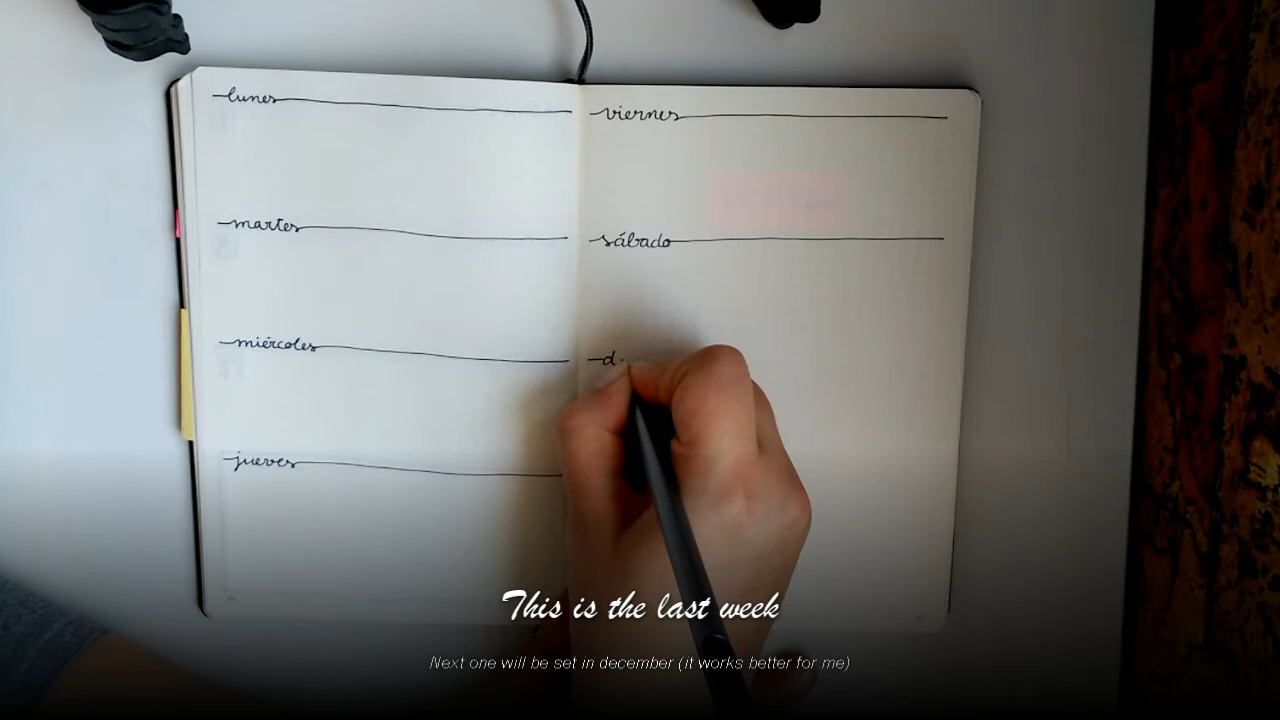 lunes
martes
miércoles
jueves
viernes
sábado
d
This is the last week
Next one will be set in december (it works better for me)